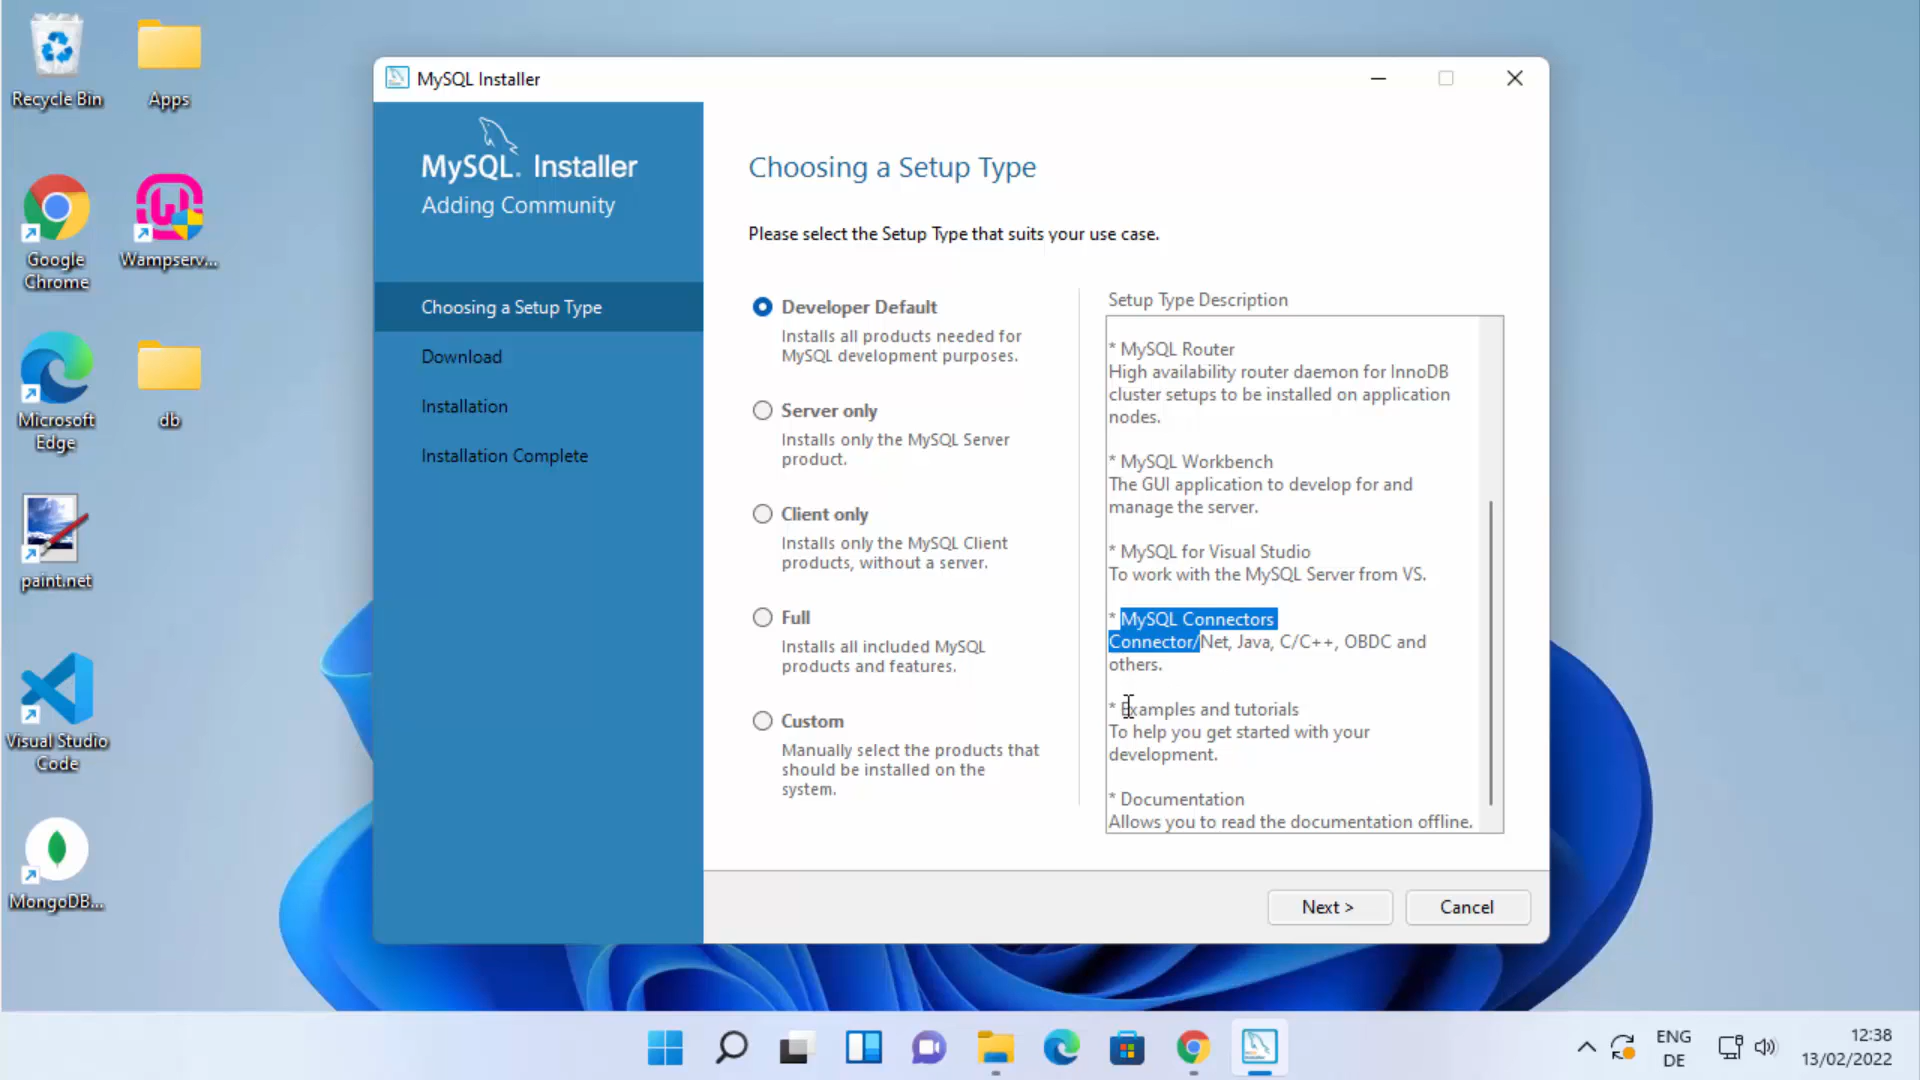 Recycle Bin
Apps
Google
Chrome
Wampserv...
Microsoft
Edge
db
paint.net
Visual Studio
Code
MongoDB...
MySQL Installer
MySQL. Installer
Adding Community
Choosing a Setup Type
Download
Installation
Installation Complete
Choosing a Setup Type
Please select the Setup Type that suits your use case.
Developer Default
Installs all products needed for
MySQL development purposes.
Server only
Installs only the MySQL Server
product.
Client only
Installs only the MySQL Client
products, without a server.
Full
Installs all included MySQL
products and features.
Custom
Manually select the products that
should be installed on the
system.
Setup Type Description
* MySQL Router
High availability router daemon for InnoDB
cluster setups to be installed on application
nodes.
* MySQL Workbench
The GUI application to develop for and
manage the server.
* MySQL for Visual Studio
To work with the MySQL Server from VS.
* MySQL Connectors
Connector/Net, Java, C/C++, OBDC and
others.
* Examples and tutorials
To help you get started with your
development.
* Documentation
Allows you to read the documentation offline.
Next >
Cancel
ENG
DE
12:38
13/02/2022